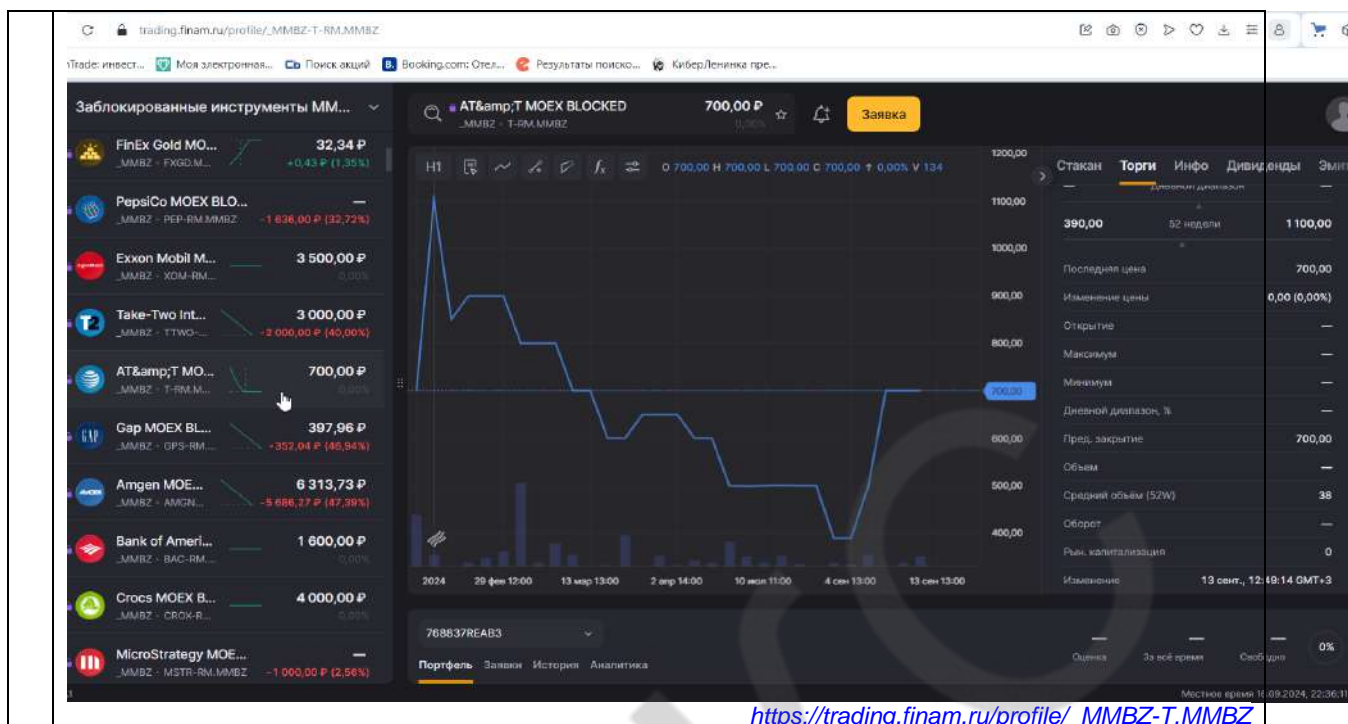 trading.finam.ru/profile/_MMBZ-T-RM.MMBZ
Trade: инвест... Моя электронная... Поиск акций Booking.com: Отел... Результаты поиско... КиберЛенинка пре...
Заблокированные инструменты ММ...
AT&amp;T MOEX BLOCKED 700,00 ₽
_MMBZ - T-RM.MMBZ 0,00%
Заявка
FinEx Gold MO... 32,34 ₽
_MMBZ - FXGD.M... +0,43 ₽ (1,35%)
PepsiCo MOEX BLO... —
_MMBZ - PEP-RM.MMBZ -1 636,00 ₽ (32,72%)
Exxon Mobil M... 3 500,00 ₽
_MMBZ - XOM-RM... 0,00%
Take-Two Int... 3 000,00 ₽
_MMBZ - TTWO-... -2 000,00 ₽ (40,00%)
AT&amp;T MO... 700,00 ₽
_MMBZ - T-RM.M... 0,00%
Gap MOEX BL... 397,96 ₽
_MMBZ - GPS-RM... -352,04 ₽ (46,94%)
Amgen MOE... 6 313,73 ₽
_MMBZ - AMGN... -5 686,27 ₽ (47,39%)
Bank of Ameri... 1 600,00 ₽
_MMBZ - BAC-RM... 0,00%
Crocs MOEX B... 4 000,00 ₽
_MMBZ - CROX-R... 0,00%
MicroStrategy MOE... —
_MMBZ - MSTR-RM.MMBZ -1 000,00 ₽ (2,56%)
H1 O 700,00 H 700,00 L 700,00 C 700,00 0,00% V 134
1200,00
1100,00
1000,00
900,00
800,00
700,00
600,00
500,00
400,00
2024 29 фев 12:00 13 мар 13:00 2 апр 14:00 10 июл 11:00 4 сен 13:00 13 сен 13:00
Стакан Торги Инфо Дивиденды Эмит
— Дневной диапазон —
390,00 52 недели 1 100,00
Последняя цена 700,00
Изменение цены 0,00 (0,00%)
Открытие —
Максимум —
Минимум —
Дневной диапазон, % —
Пред. закрытие 700,00
Объем —
Средний объём (52W) 38
Оборот —
Рын. капитализация 0
Изменение 13 сент., 12:49:14 GMT+3
768837REAB3
Портфель Заявки История Аналитика
— — — 0%
Оценка За всё время Свободно
Местное время 16.09.2024, 22:36:11
https://trading.finam.ru/profile/_MMBZ-T.MMBZ